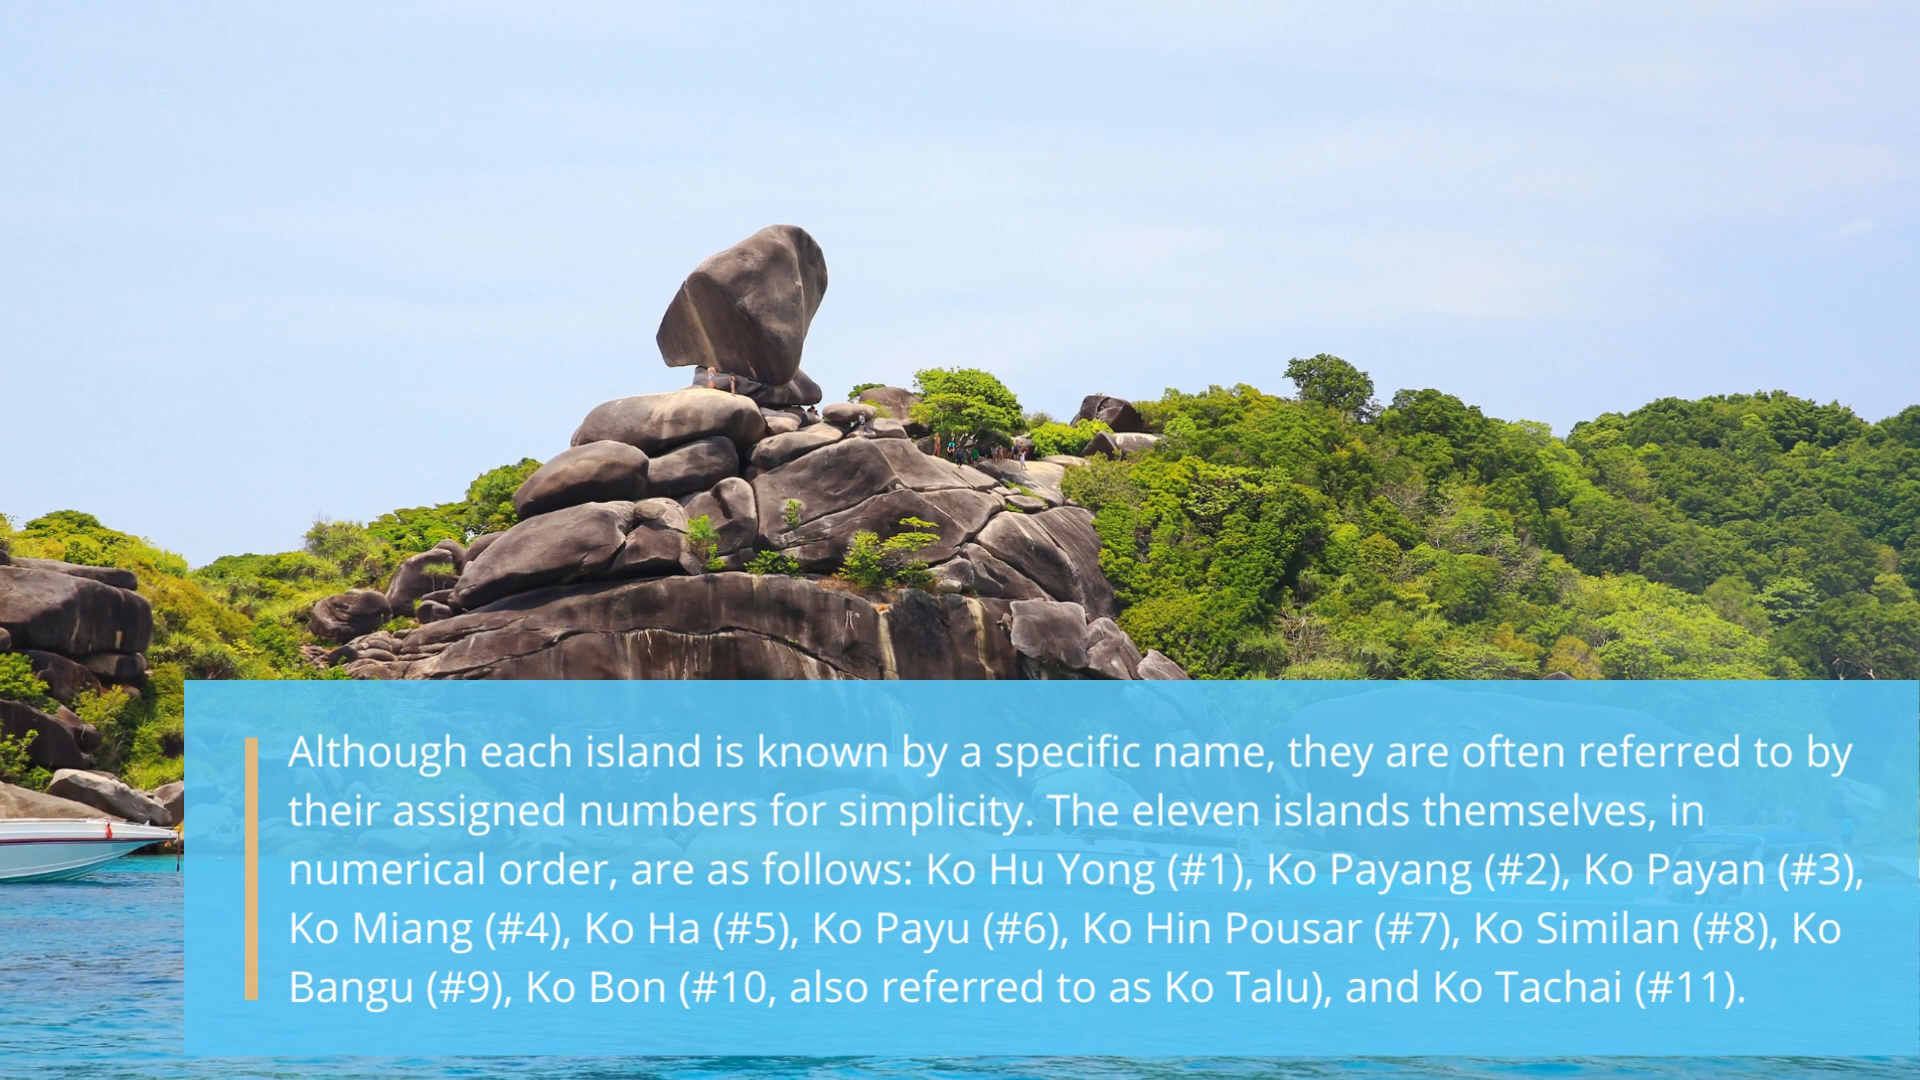 Although each island is known by a specific name, they are often referred to by
their assigned numbers for simplicity. The eleven islands themselves, in
numerical order, are as follows: Ko Hu Yong (#1), Ko Payang (#2), Ko Payan (#3),
Ko Miang (#4), Ko Ha (#5), Ko Payu (#6), Ko Hin Pousar (#7), Ko Similan (#8), Ko
Bangu (#9), Ko Bon (#10, also referred to as Ko Talu), and Ko Tachai (#11).